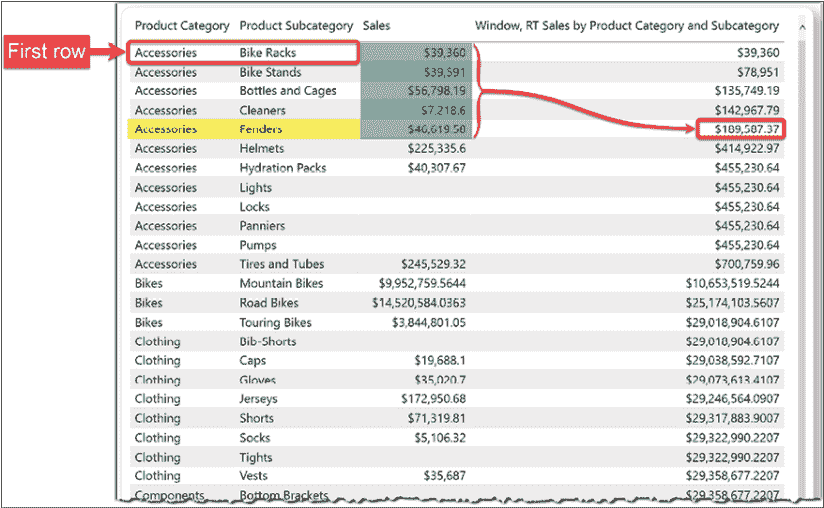 Product Category Product Subcategory Sales Window, RT Sales by Product Category and Subcategory
First row
Accessories Bike Racks $39,360 $39,360
Accessories Bike Stands $39,591 $78,951
Accessories Bottles and Cages $56,798.19 $135,749.19
Accessories Cleaners $7,218.6 $142,967.79
Accessories Fenders $46,619.58 $189,587.37
Accessories Helmets $225,335.6 $414,922.97
Accessories Hydration Packs $40,307.67 $455,230.64
Accessories Lights $455,230.64
Accessories Locks $455,230.64
Accessories Panniers $455,230.64
Accessories Pumps $455,230.64
Accessories Tires and Tubes $245,529.32 $700,759.96
Bikes Mountain Bikes $9,952,759.5644 $10,653,519.5244
Bikes Road Bikes $14,520,584.0363 $25,174,103.5607
Bikes Touring Bikes $3,844,801.05 $29,018,904.6107
Clothing Bib-Shorts $29,018,904.6107
Clothing Caps $19,688.1 $29,038,592.7107
Clothing Gloves $35,020.7 $29,073,613.4107
Clothing Jerseys $172,950.68 $29,246,564.0907
Clothing Shorts $71,319.81 $29,317,883.9007
Clothing Socks $5,106.32 $29,322,990.2207
Clothing Tights $29,322,990.2207
Clothing Vests $35,687 $29,358,677.2207
Components Bottom Brackets $29,358,677.2207